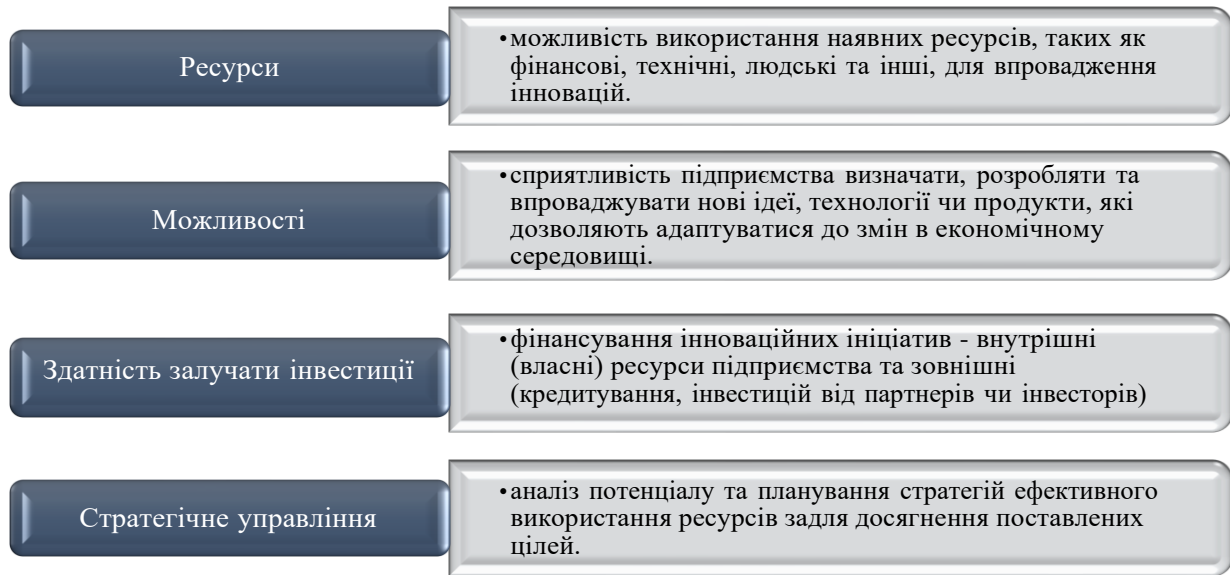 Ресурси
•можливість використання наявних ресурсів, таких як
фінансові, технічні, людські та інші, для впровадження
інновацій.
Можливості
•сприятливість підприємства визначати, розробляти та
впроваджувати нові ідеї, технології чи продукти, які
дозволяють адаптуватися до змін в економічному
середовищі.
Здатність залучати інвестиції
•фінансування інноваційних ініціатив - внутрішні
(власні) ресурси підприємства та зовнішні
(кредитування, інвестицій від партнерів чи інвесторів)
Стратегічне управління
•аналіз потенціалу та планування стратегій ефективного
використання ресурсів задля досягнення поставлених
цілей.